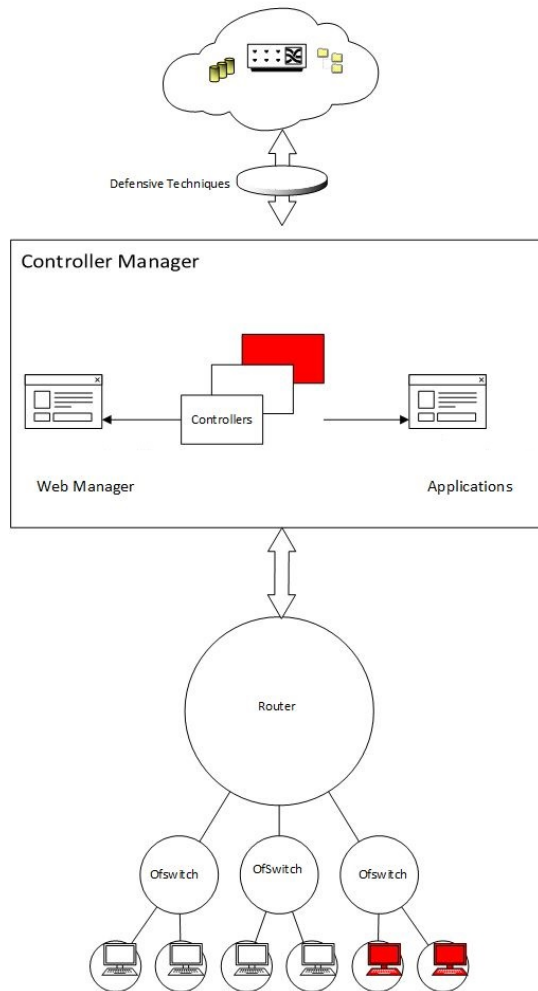 Defensive Techniques
Controller Manager
Controllers
Web Manager
Applications
Router
Ofswitch
OfSwitch
Ofswitch